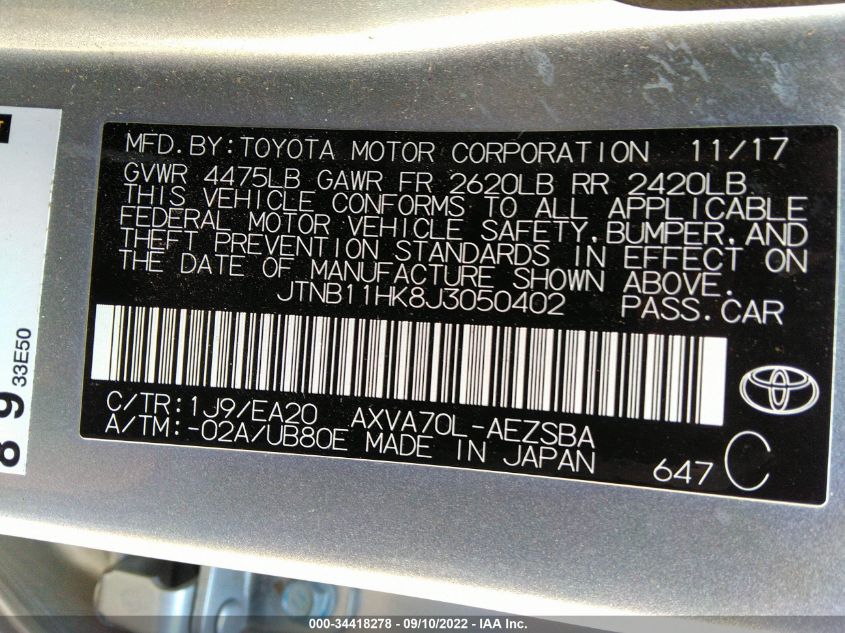 MFD. BY: TOYOTA MOTOR CORPORATION 11/17
GVWR 4475LB GAWR FR 2620LB RR 2420LB
THIS VEHICLE CONFORMS TO ALL APPLICABLE
FEDERAL MOTOR VEHICLE SAFETY, BUMPER, AND
THEFT PREVENTION STANDARDS IN EFFECT ON
THE DATE OF MANUFACTURE SHOWN ABOVE.
JTNB11HK8J3050402 PASS. CAR
C/TR: 1J9/EA20 AXVA70L-AEZSBA
A/TM: -02A/UB80E MADE IN JAPAN
647 C
89
33E50
000-34418278 - 09/10/2022 - IAA Inc.